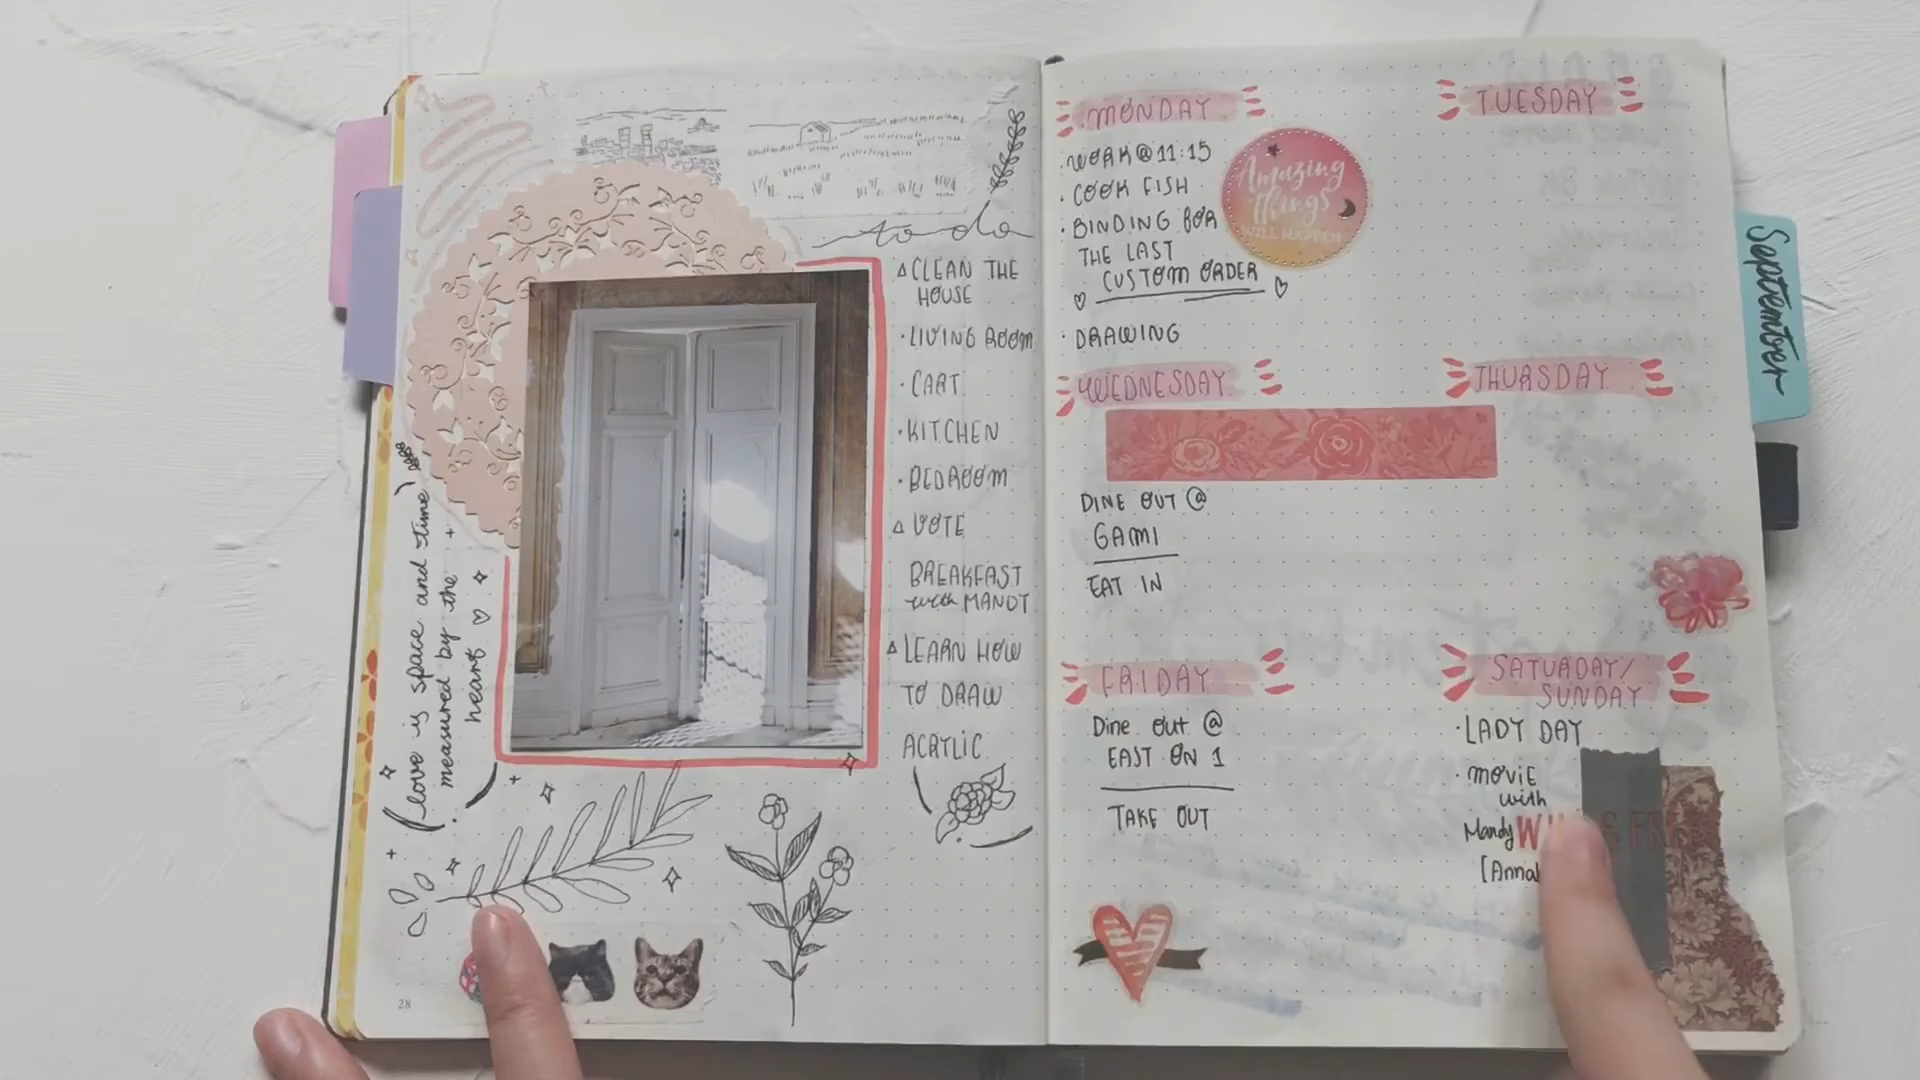 to do
CLEAN THE
HOUSE
LIVING ROOM
CART
KITCHEN
BEDROOM
VOTE
BREAKFAST
with MANDY
LEARN HOW
TO DRAW
ACRYLIC
(love is space and time
measured by the
heart)
28
MONDAY
WORK @ 11:15
COOK FISH
BINDING FOR
THE LAST
CUSTOM ORDER
DRAWING
Amazing
things
WILL HAPPEN
TUESDAY
WEDNESDAY
DINE OUT @
GAMI
EAT IN
THURSDAY
FRIDAY
Dine out @
EAST ON 1
TAKE OUT
SATURDAY/
SUNDAY
LADY DAY
MOVIE
with
Mandy
September